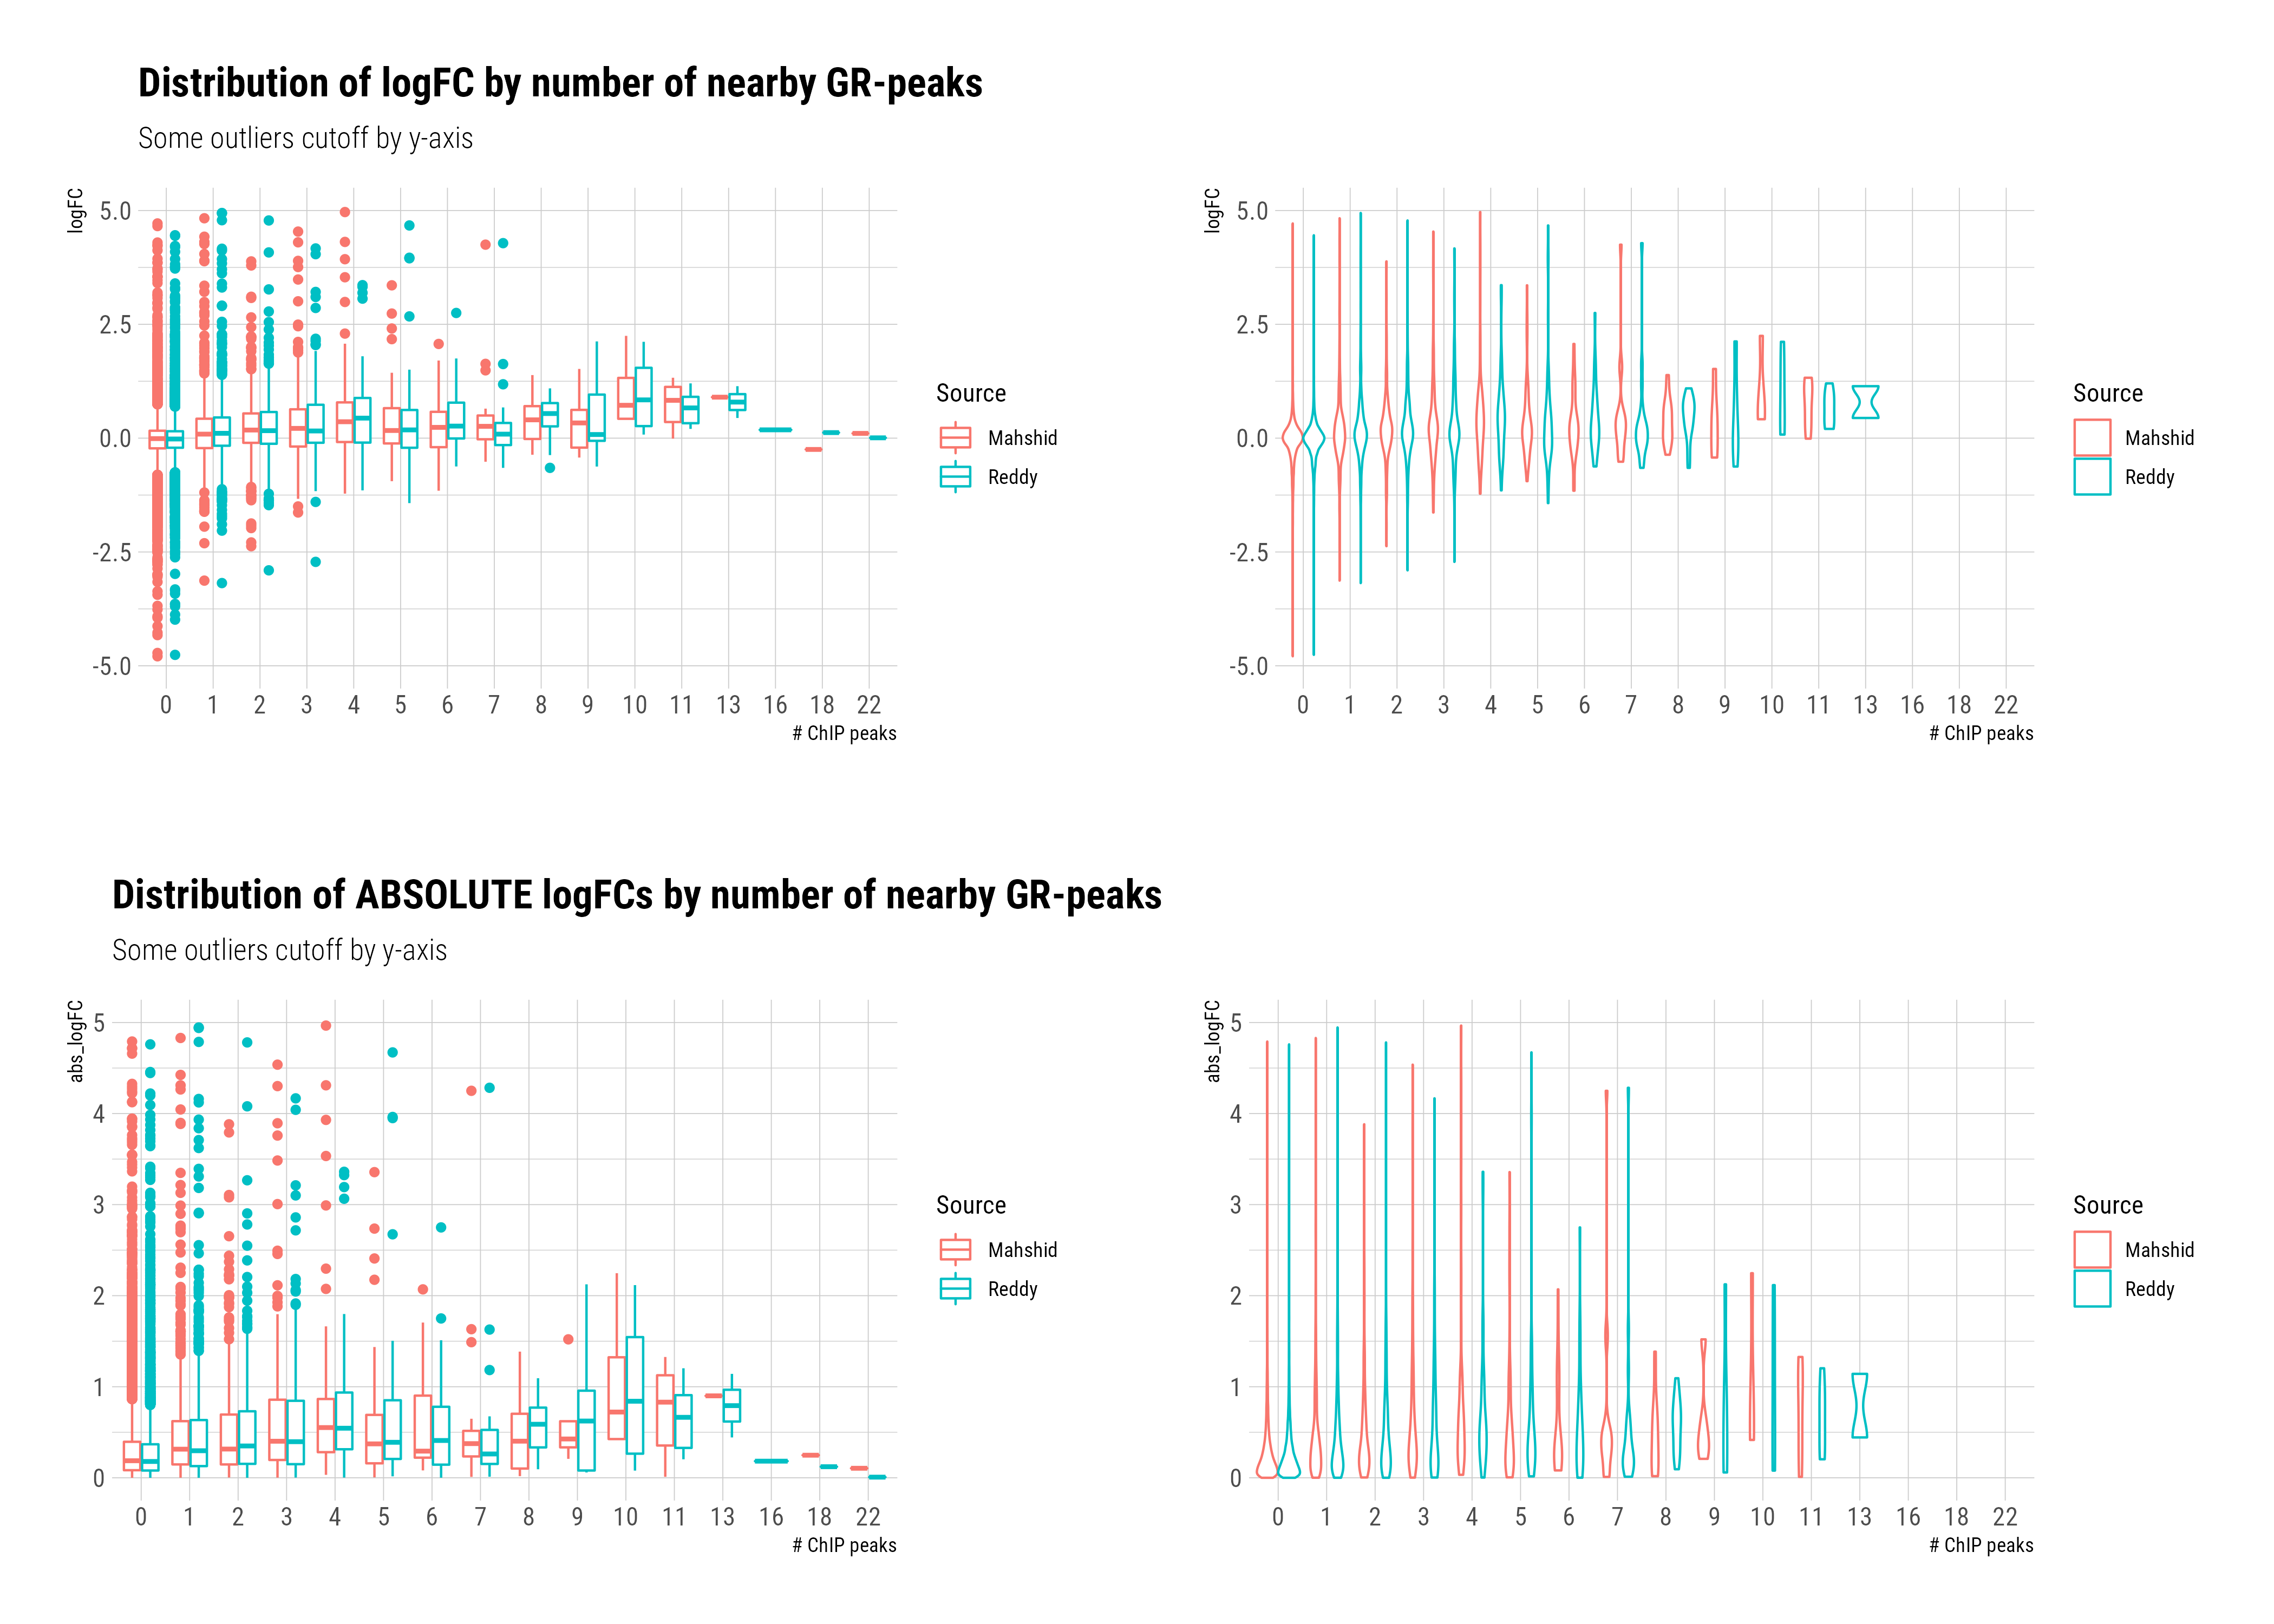 Distribution of logFC by number of nearby GR-peaks
Some outliers cutoff by y-axis
logFC
5.0
2.5
0.0
-2.5
-5.0
0 1 2 3 4 5 6 7 8 9 10 11 13 16 18 22
# ChIP peaks
Source
Mahshid
Reddy
logFC
5.0
2.5
0.0
-2.5
-5.0
0 1 2 3 4 5 6 7 8 9 10 11 13 16 18 22
# ChIP peaks
Source
Mahshid
Reddy
Distribution of ABSOLUTE logFCs by number of nearby GR-peaks
Some outliers cutoff by y-axis
abs_logFC
5
4
3
2
1
0
0 1 2 3 4 5 6 7 8 9 10 11 13 16 18 22
# ChIP peaks
Source
Mahshid
Reddy
abs_logFC
5
4
3
2
1
0
0 1 2 3 4 5 6 7 8 9 10 11 13 16 18 22
# ChIP peaks
Source
Mahshid
Reddy